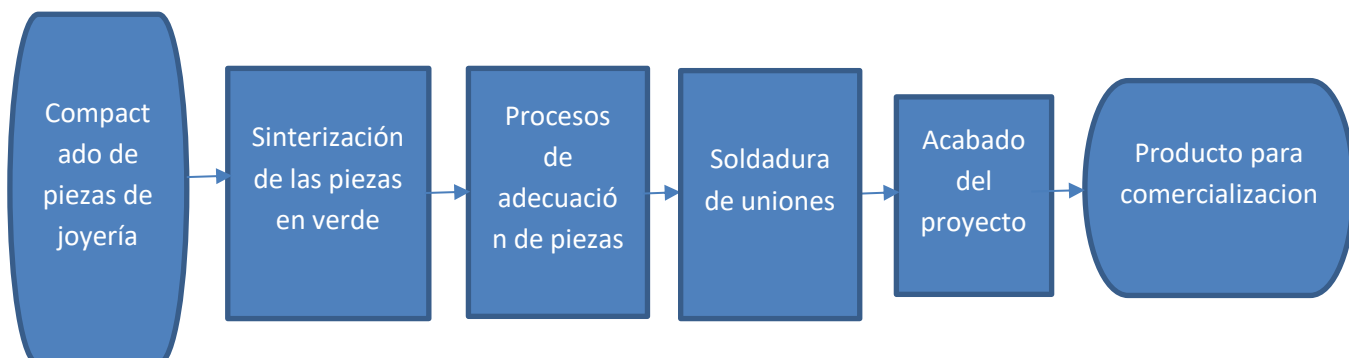 Compact
ado de
piezas de
joyería
Sinterización
de las piezas
en verde
Procesos
de
adecuació
n de piezas
Soldadura
de uniones
Acabado
del
proyecto
Producto para
comercializacion